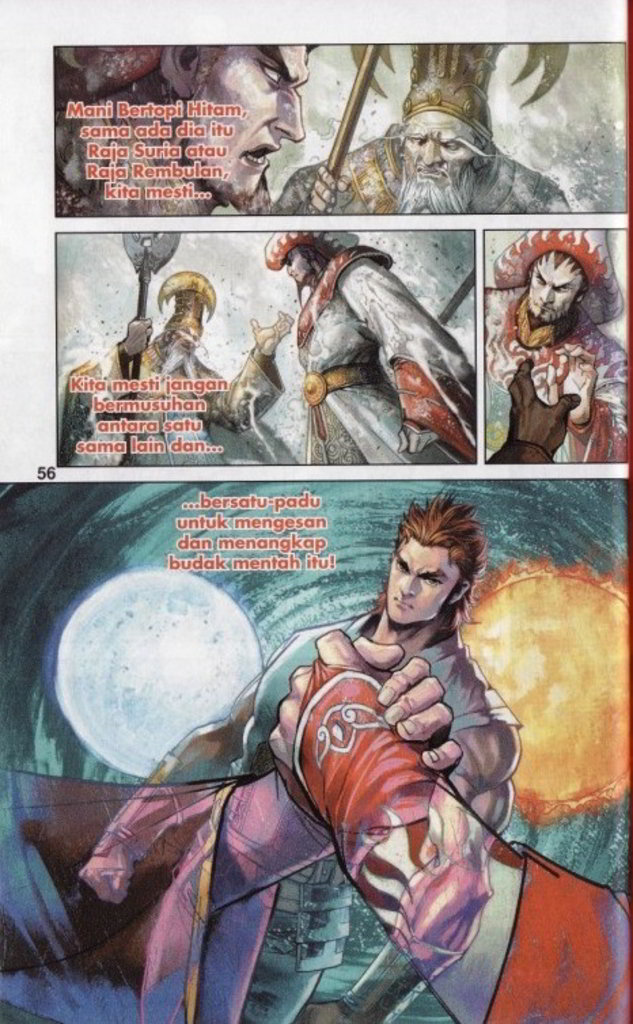 Mani Bertopi Hitam,
sama ada dia itu
Raja Suria atau
Raja Rembulan,
kita mesti...
Kita mesti jangan
bermusuhan
antara satu
sama lain dan...
56
...bersatu-padu
untuk mengesan
dan menangkap
budak mentah itu!